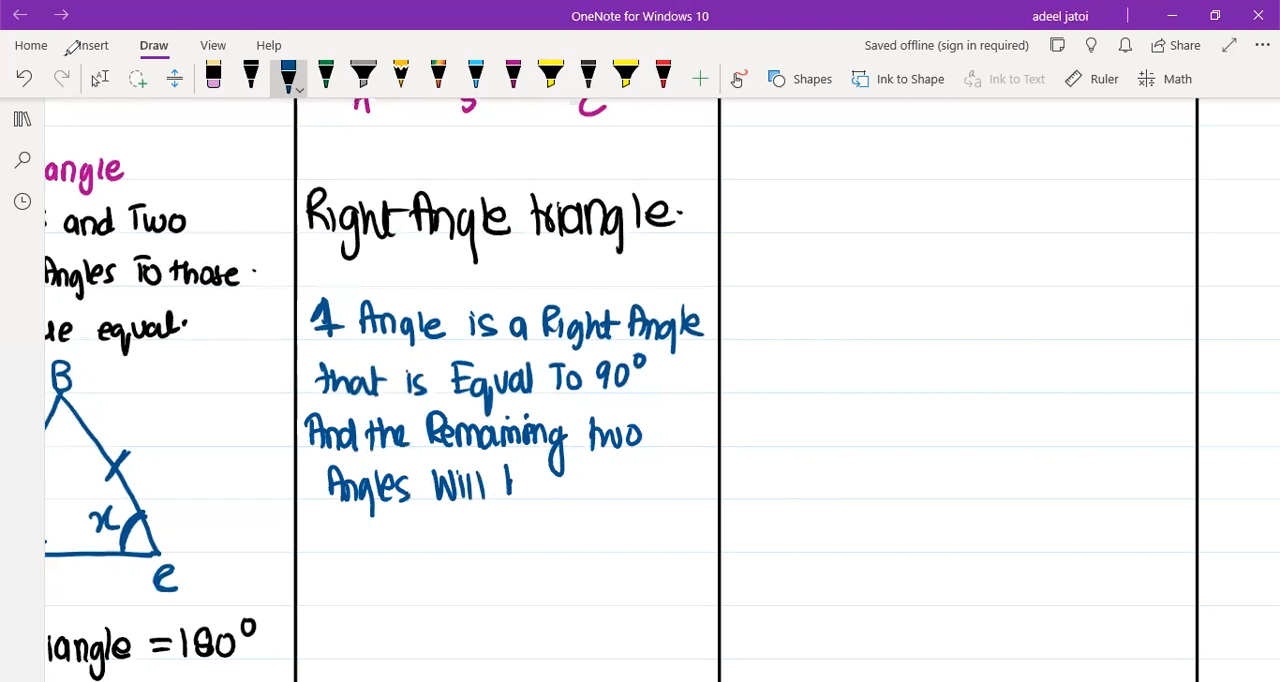 OneNote for Windows 10
adeel jatoi
Home Insert Draw View Help
Saved offline (sign in required) Share
Shapes Ink to Shape Ink to Text Ruler Math
angle
and Two
Angles To those.
equal.
B
x
C
iangle = 180°
Right-Angle triangle.
1 Angle is a Right-Angle
that is Equal To 90°
And the Remaining two
Angles Will